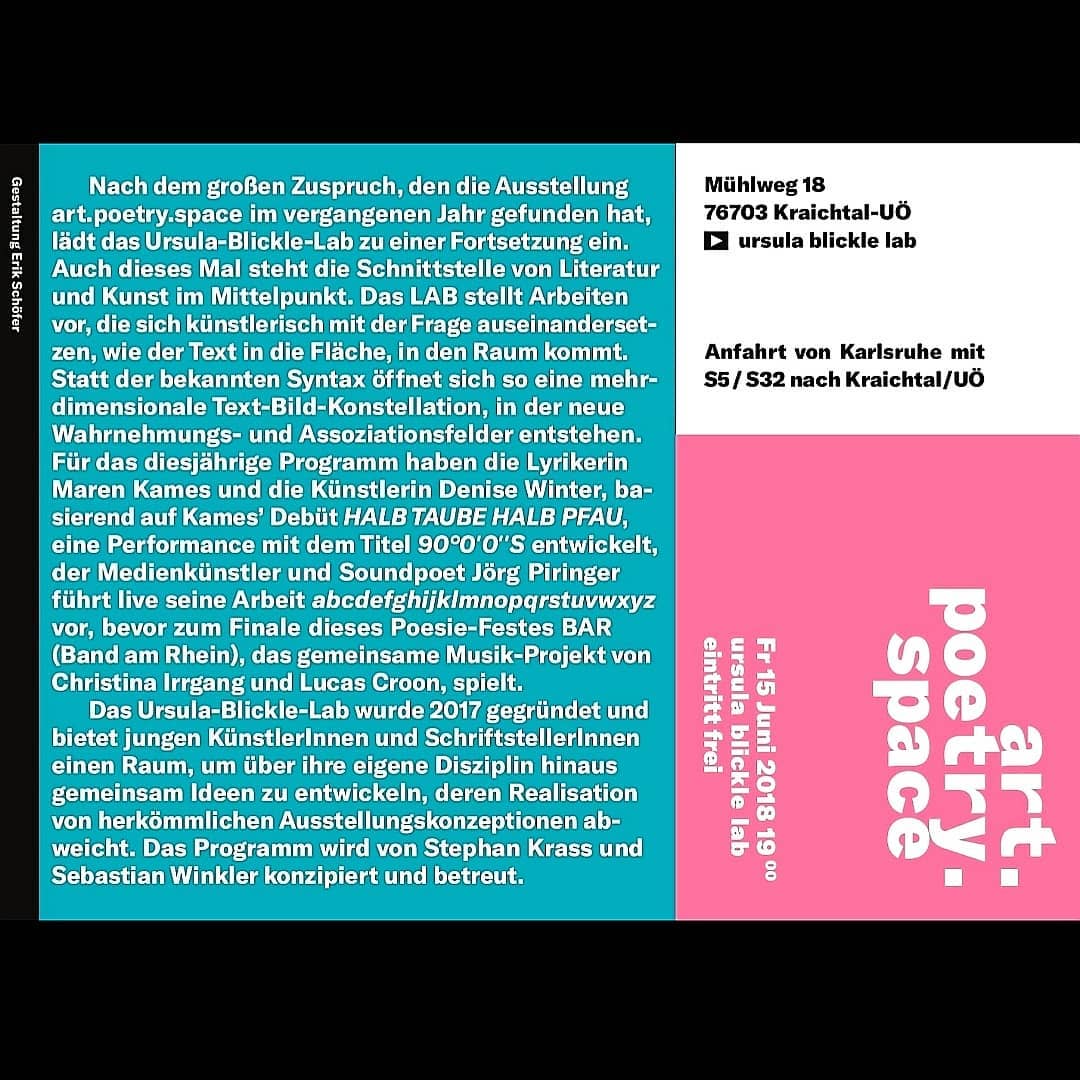 Gestaltung Erik Schöfer
Nach dem großen Zuspruch, den die Ausstellung
art.poetry.space im vergangenen Jahr gefunden hat,
lädt das Ursula-Blickle-Lab zu einer Fortsetzung ein.
Auch dieses Mal steht die Schnittstelle von Literatur
und Kunst im Mittelpunkt. Das LAB stellt Arbeiten
vor, die sich künstlerisch mit der Frage auseinanderset-
zen, wie der Text in die Fläche, in den Raum kommt.
Statt der bekannten Syntax öffnet sich so eine mehr-
dimensionale Text-Bild-Konstellation, in der neue
Wahrnehmungs- und Assoziationsfelder entstehen.
Für das diesjährige Programm haben die Lyrikerin
Maren Kames und die Künstlerin Denise Winter, ba-
sierend auf Kames’ Debüt HALB TAUBE HALB PFAU,
eine Performance mit dem Titel 90°0′0′′S entwickelt,
der Medienkünstler und Soundpoet Jörg Piringer
führt live seine Arbeit abcdefghijklmnopqrstuvwxyz
vor, bevor zum Finale dieses Poesie-Festes BAR
(Band am Rhein), das gemeinsame Musik-Projekt von
Christina Irrgang und Lucas Croon, spielt.
Das Ursula-Blickle-Lab wurde 2017 gegründet und
bietet jungen KünstlerInnen und SchriftstellerInnen
einen Raum, um über ihre eigene Disziplin hinaus
gemeinsam Ideen zu entwickeln, deren Realisation
von herkömmlichen Ausstellungskonzeptionen ab-
weicht. Das Programm wird von Stephan Krass und
Sebastian Winkler konzipiert und betreut.
Mühlweg 18
76703 Kraichtal-UÖ
ursula blickle lab
Anfahrt von Karlsruhe mit
S5 / S32 nach Kraichtal/UÖ
art.
poetry.
space
Fr 15 Juni 2018 19⁰⁰
ursula blickle lab
eintritt frei